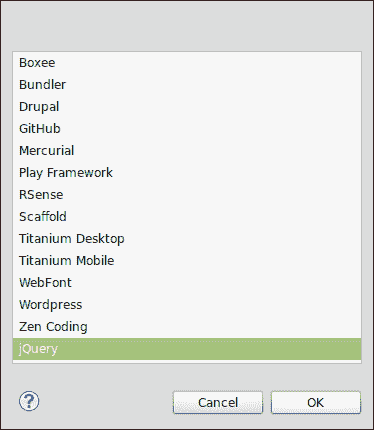 Boxee
Bundler
Drupal
GitHub
Mercurial
Play Framework
RSense
Scaffold
Titanium Desktop
Titanium Mobile
WebFont
Wordpress
Zen Coding
jQuery
?
Cancel
OK